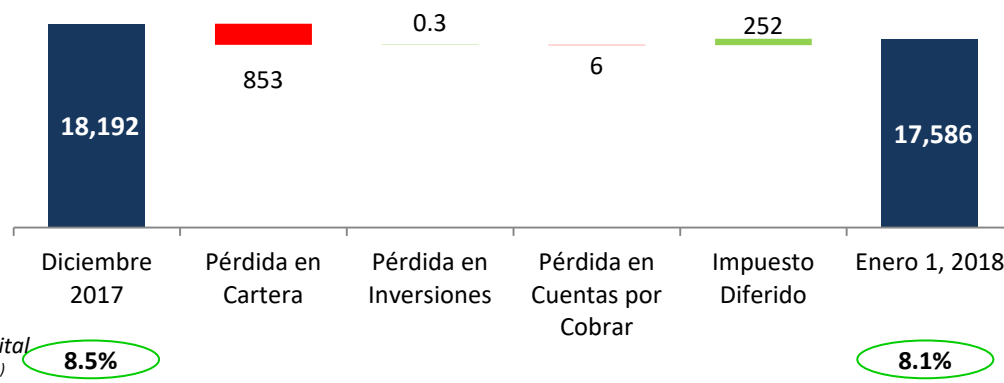 0.3
252
853
6
18,192
17,586
Diciembre 2017
Pérdida en Cartera
Pérdida en Inversiones
Pérdida en Cuentas por Cobrar
Impuesto Diferido
Enero 1, 2018
8.5%
8.1%